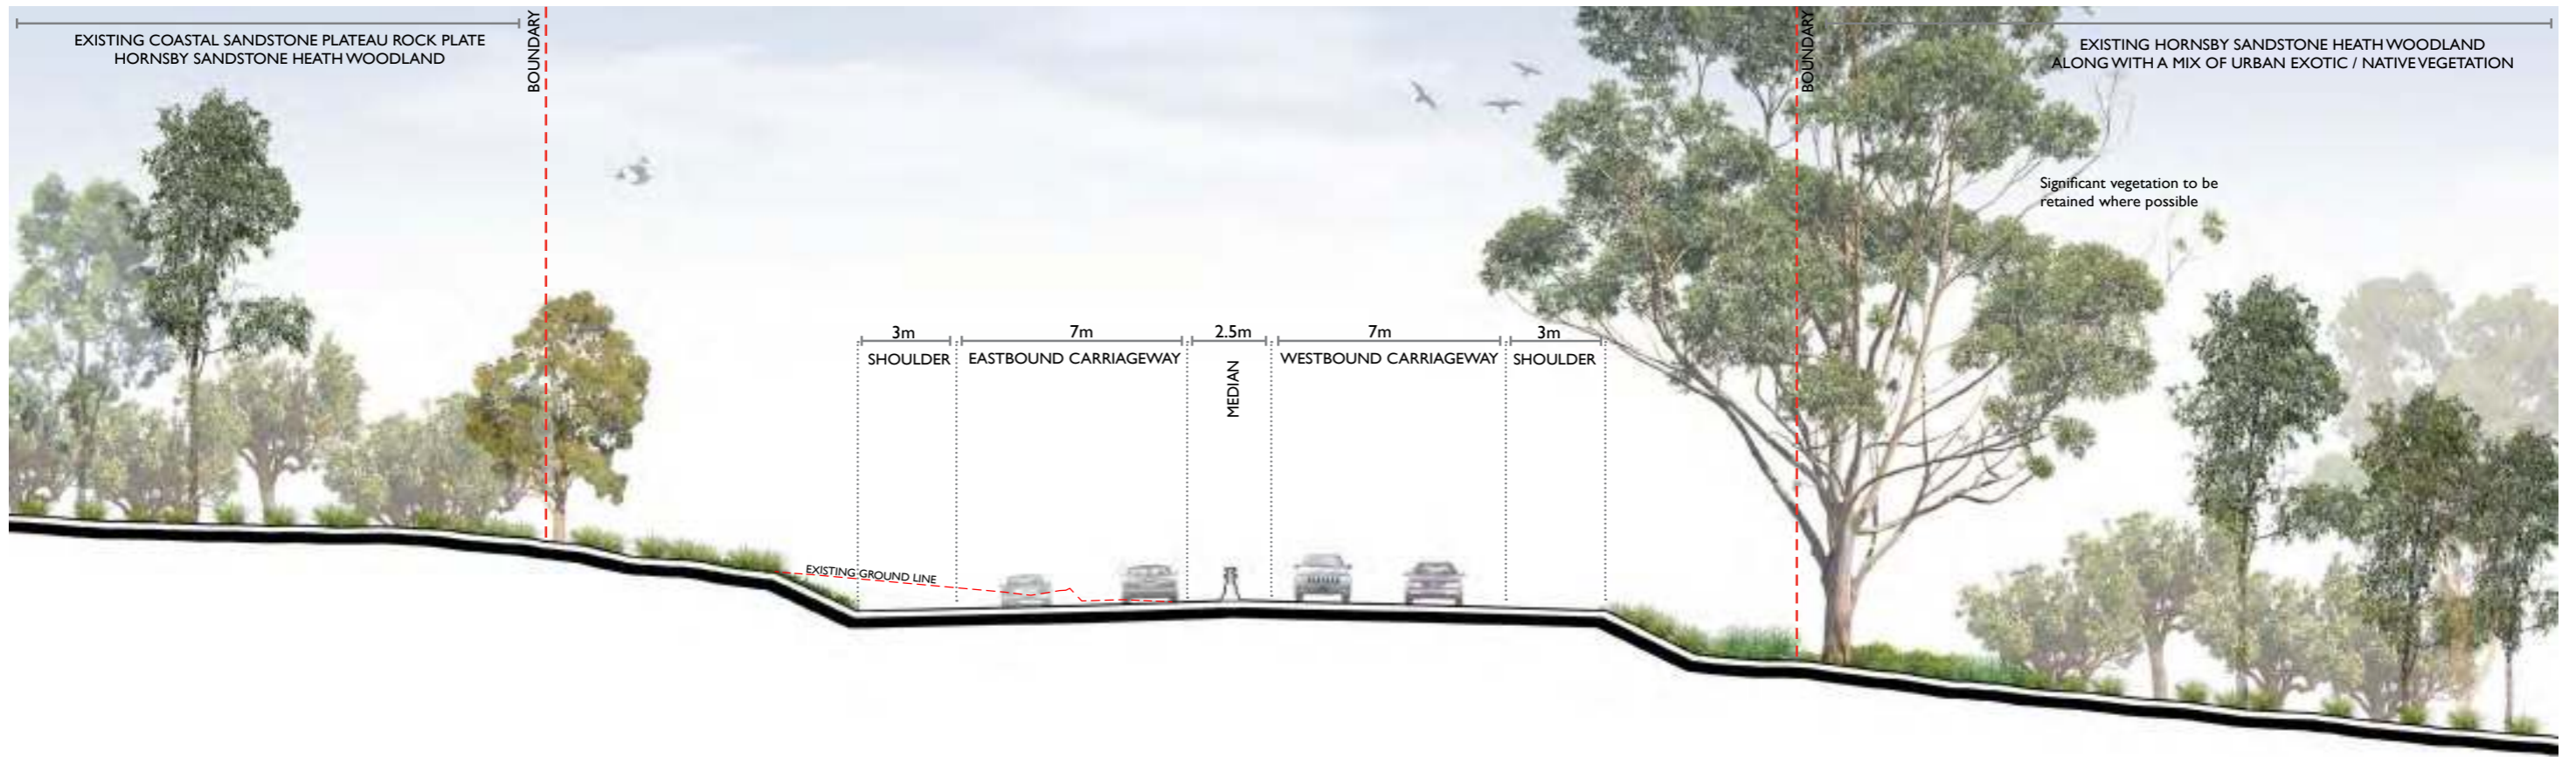 EXISTING COASTAL SANDSTONE PLATEAU ROCK PLATE
HORNSBY SANDSTONE HEATH WOODLAND
BOUNDARY
BOUNDARY
EXISTING HORNSBY SANDSTONE HEATH WOODLAND
ALONG WITH A MIX OF URBAN EXOTIC / NATIVE VEGETATION
Significant vegetation to be
retained where possible
3m
7m
2.5m
7m
3m
SHOULDER
EASTBOUND CARRIAGEWAY
MEDIAN
WESTBOUND CARRIAGEWAY
SHOULDER
EXISTING GROUND LINE